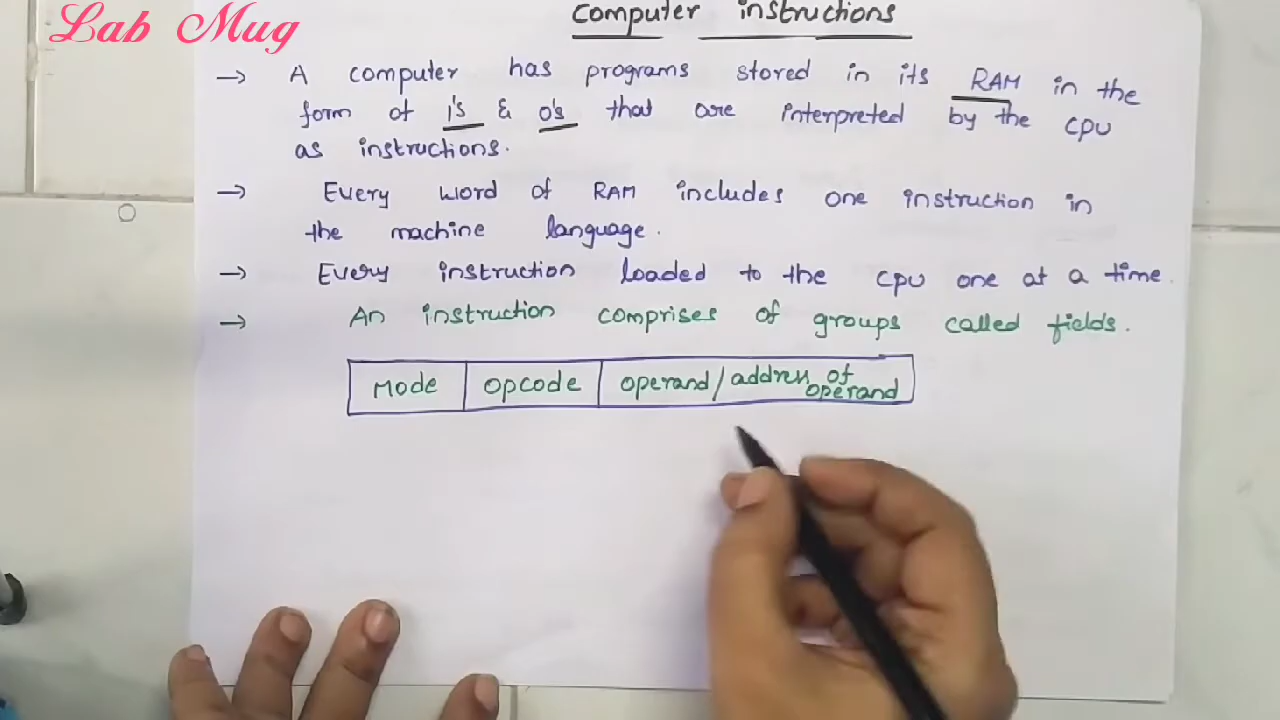 Lab Mug
Computer instructions
→ A computer has programs stored in its RAM in the
form of 1's & 0's that are interpreted by the CPU
as instructions.
→ Every word of RAM includes one instruction in
the machine language.
→ Every instruction loaded to the CPU one at a time.
→ An instruction comprises of groups called fields.
Mode opcode operand/address of
operand